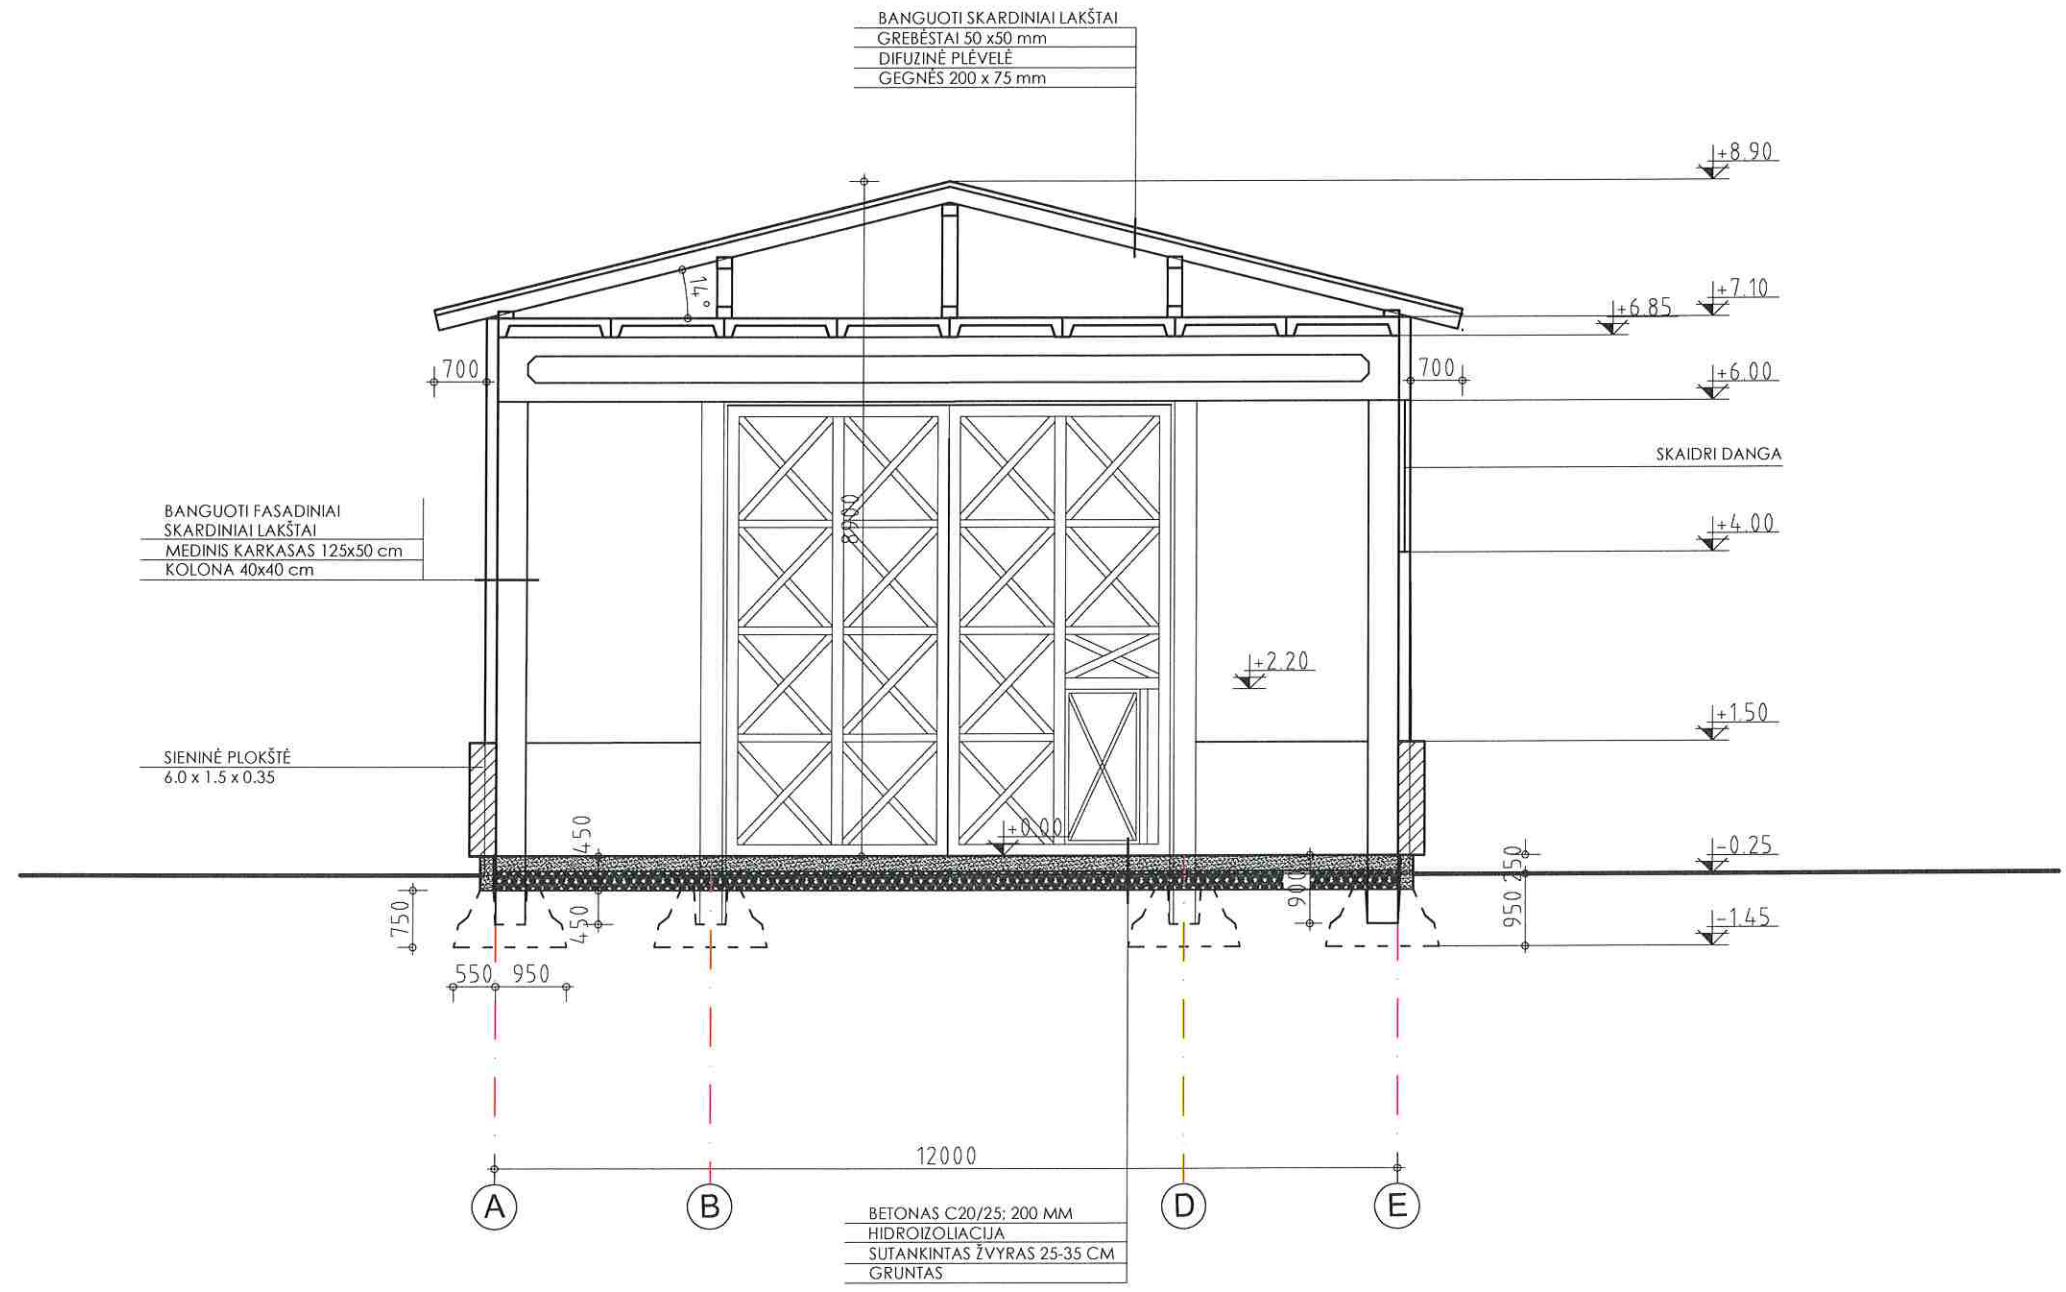 BANGUOTI SKARDINIAI LAKŠTAI
GREBĖSTAI 50 x50 mm
DIFUZINĖ PLĖVELĖ
GEGNĖS 200 x 75 mm
+8.90
14°
+7.10
+6.85
700
700
+6.00
SKAIDRI DANGA
8900
BANGUOTI FASADINIAI
SKARDINIAI LAKŠTAI
MEDINIS KARKASAS 125x50 cm
KOLONA 40x40 cm
+4.00
+2.20
+1.50
SIENINĖ PLOKŠTĖ
6.0 x 1.5 x 0.35
450
+0.00
-0.25
250
750
450
900
950
-1.45
550
950
12000
A
B
D
E
BETONAS C20/25; 200 MM
HIDROIZOLIACIJA
SUTANKINTAS ŽVYRAS 25-35 CM
GRUNTAS